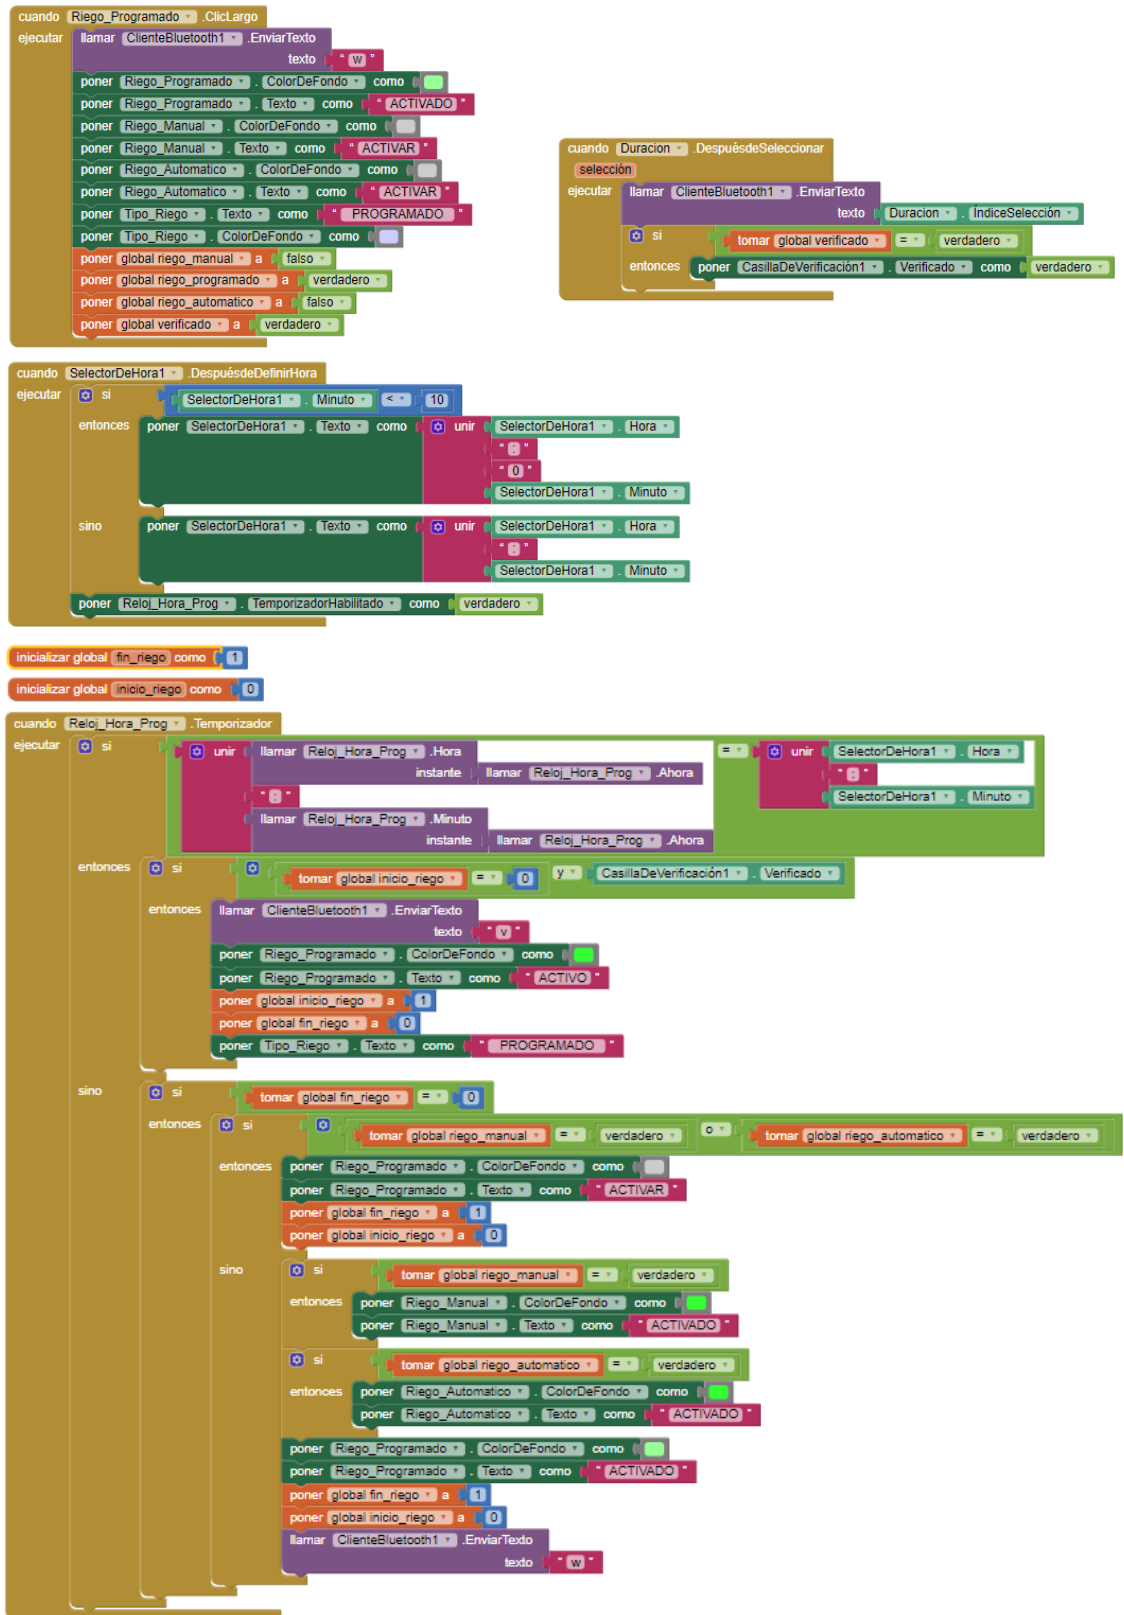 cuando Riego_Programado .ClicLargo
ejecutar llamar ClienteBluetooth1 .EnviarTexto
texto " w "
poner Riego_Programado . ColorDeFondo como
poner Riego_Programado . Texto como " ACTIVADO "
poner Riego_Manual . ColorDeFondo como
poner Riego_Manual . Texto como " ACTIVAR "
poner Riego_Automatico . ColorDeFondo como
poner Riego_Automatico . Texto como " ACTIVAR "
poner Tipo_Riego . Texto como " PROGRAMADO "
poner Tipo_Riego . ColorDeFondo como
poner global riego_manual a falso
poner global riego_programado a verdadero
poner global riego_automatico a falso
poner global verificado a verdadero
cuando Duracion .DespuésdeSeleccionar
selección
ejecutar llamar ClienteBluetooth1 .EnviarTexto
texto Duracion . ÍndiceSelección
si tomar global verificado = verdadero
entonces poner CasillaDeVerificación1 . Verificado como verdadero
cuando SelectorDeHora1 .DespuésdeDefinirHora
ejecutar si SelectorDeHora1 . Minuto < 10
entonces poner SelectorDeHora1 . Texto como unir SelectorDeHora1 . Hora
" : "
" 0 "
SelectorDeHora1 . Minuto
sino poner SelectorDeHora1 . Texto como unir SelectorDeHora1 . Hora
" : "
SelectorDeHora1 . Minuto
poner Reloj_Hora_Prog . TemporizadorHabilitado como verdadero
inicializar global fin_riego como 1
inicializar global inicio_riego como 0
cuando Reloj_Hora_Prog .Temporizador
ejecutar si unir llamar Reloj_Hora_Prog .Hora = unir SelectorDeHora1 . Hora
instante llamar Reloj_Hora_Prog .Ahora " : "
" : " SelectorDeHora1 . Minuto
llamar Reloj_Hora_Prog .Minuto
instante llamar Reloj_Hora_Prog .Ahora
entonces si tomar global inicio_riego = 0 y CasillaDeVerificación1 . Verificado
entonces llamar ClienteBluetooth1 .EnviarTexto
texto " v "
poner Riego_Programado . ColorDeFondo como
poner Riego_Programado . Texto como " ACTIVO "
poner global inicio_riego a 1
poner global fin_riego a 0
poner Tipo_Riego . Texto como " PROGRAMADO "
sino si tomar global fin_riego = 0
entonces si tomar global riego_manual = verdadero o tomar global riego_automatico = verdadero
entonces poner Riego_Programado . ColorDeFondo como
poner Riego_Programado . Texto como " ACTIVAR "
poner global fin_riego a 1
poner global inicio_riego a 0
sino si tomar global riego_manual = verdadero
entonces poner Riego_Manual . ColorDeFondo como
poner Riego_Manual . Texto como " ACTIVADO "
si tomar global riego_automatico = verdadero
entonces poner Riego_Automatico . ColorDeFondo como
poner Riego_Automatico . Texto como " ACTIVADO "
poner Riego_Programado . ColorDeFondo como
poner Riego_Programado . Texto como " ACTIVADO "
poner global fin_riego a 1
poner global inicio_riego a 0
llamar ClienteBluetooth1 .EnviarTexto
texto " w "